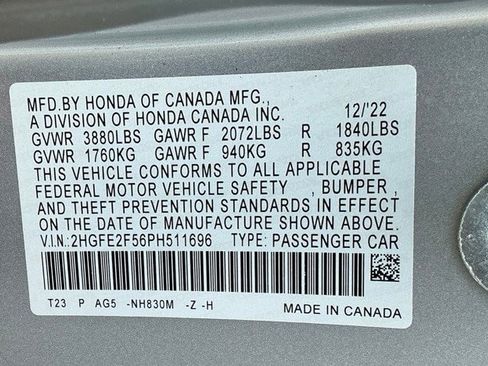 MFD.BY HONDA OF CANADA MFG.,
A DIVISION OF HONDA CANADA INC. 12/'22
GVWR 3880LBS GAWR F 2072LBS R 1840LBS
GVWR 1760KG GAWR F 940KG R 835KG
THIS VEHICLE CONFORMS TO ALL APPLICABLE
FEDERAL MOTOR VEHICLE SAFETY , BUMPER ,
AND THEFT PREVENTION STANDARDS IN EFFECT
ON THE DATE OF MANUFACTURE SHOWN ABOVE.
V.I.N.:2HGFE2F56PH511696 TYPE: PASSENGER CAR
T23 P AG5 -NH830M -Z -H
MADE IN CANADA